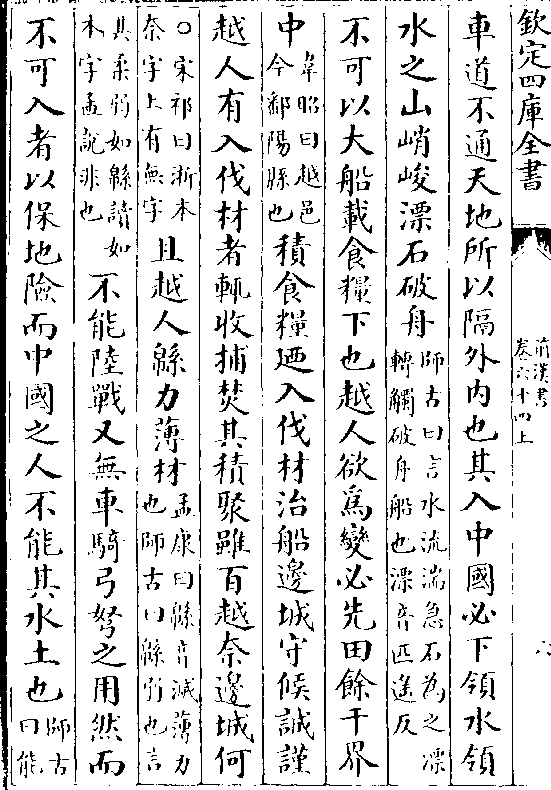 欽定四庫全書
前漢書
卷六十四上
車道不通天地所以隔外内也其入中國必下領水領
水之山峭峻漂石破舟師古曰言水流湍急石為之漂轉觸破舟船也漂音匹遙反
不可以大船載食糧下也越人欲為變必先田餘干界
中韋昭曰越邑今鄱陽縣也積食糧廼入伐材治船邊城守候誠謹
越人有入伐材者輒收捕焚其積聚雖百越奈邊城何
○宋祁曰浙本奈字上有無字且越人緜力薄材孟康曰緜音滅薄力也師古曰緜弱也言
其柔弱如緜讀如本字孟說非也不能陸戰又無車騎弓弩之用然而
不可入者以保地險而中國之人不能其水土也師古曰能